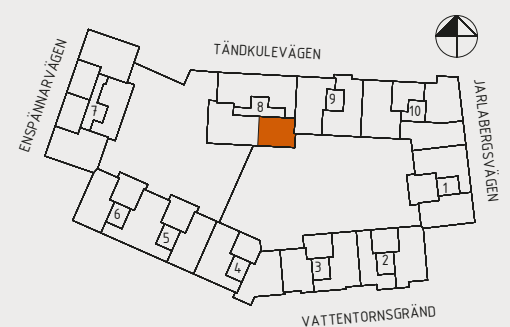 TÄNDKULEVÄGEN
ENSPÄNNARVÄGEN
JARLABERGSVÄGEN
9
8
10
7
1
6
5
4
3
2
VATTENTORNSGRÄND